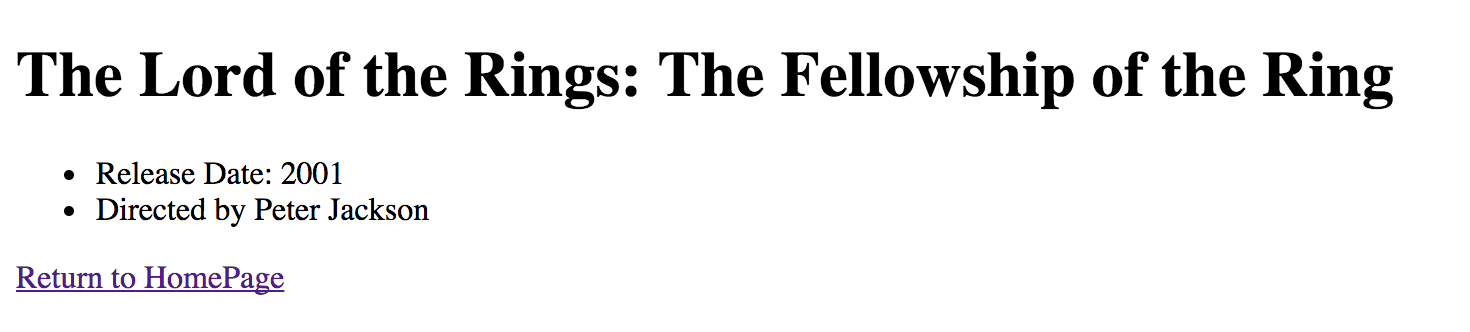 The Lord of the Rings: The Fellowship of the Ring
Release Date: 2001
Directed by Peter Jackson
Return to HomePage